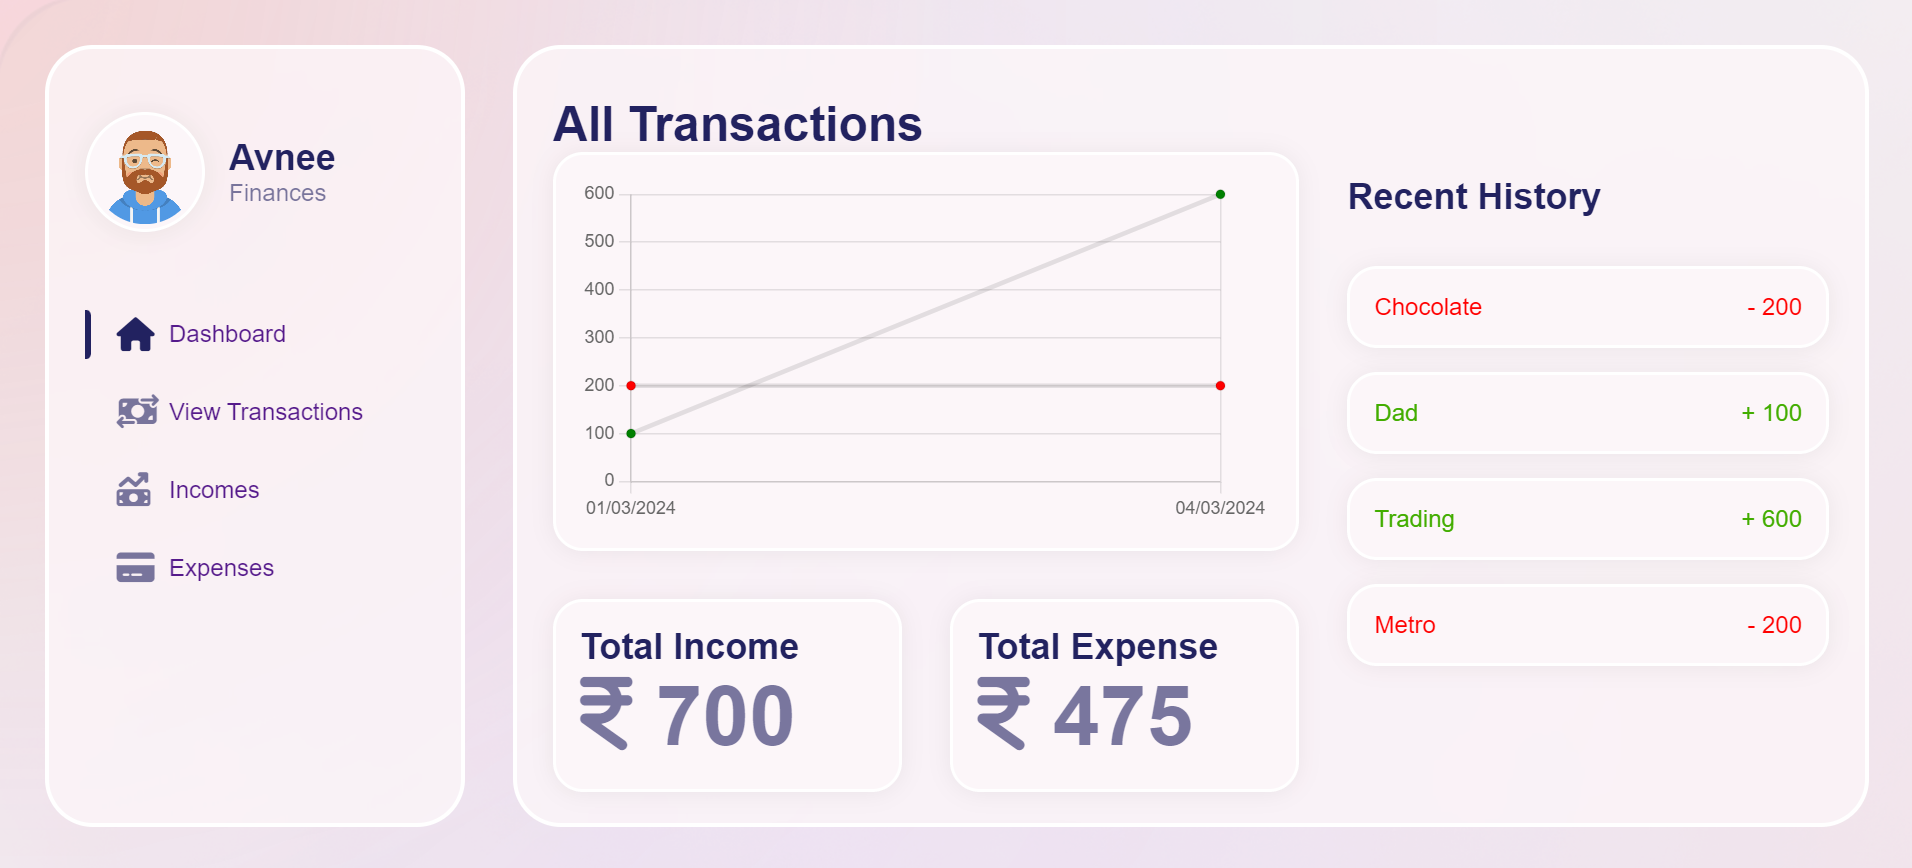 Avnee
Finances
Dashboard
View Transactions
Incomes
Expenses
All Transactions
600
500
400
300
200
100
0
01/03/2024 04/03/2024
Total Income
₹ 700
Total Expense
₹ 475
Recent History
Chocolate - 200
Dad + 100
Trading + 600
Metro - 200